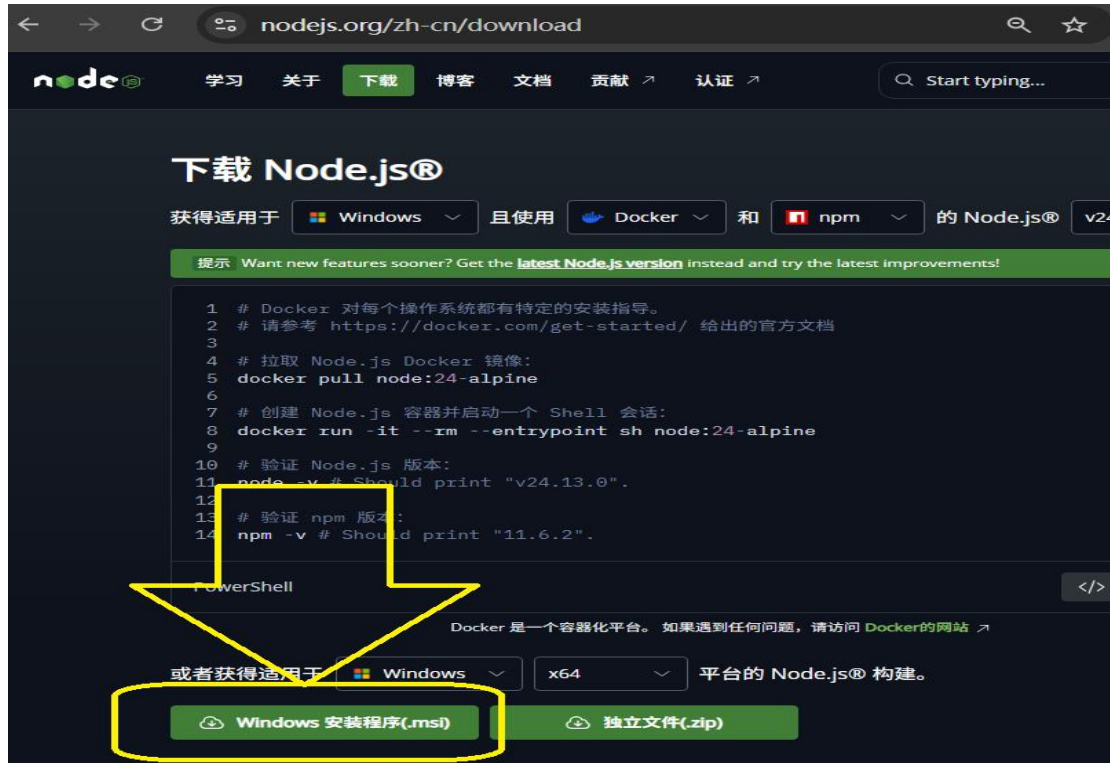 nodejs.org/zh-cn/download
node js 学习 关于 下载 博客 文档 贡献 ↗ 认证 ↗ Start typing...
下载 Node.js®
获得适用于 Windows 且使用 Docker 和 npm 的 Node.js® v24
提示 Want new features sooner? Get the latest Node.js version instead and try the latest improvements!
1 # Docker 对每个操作系统都有特定的安装指导。
2 # 请参考 https://docker.com/get-started/ 给出的官方文档
3
4 # 拉取 Node.js Docker 镜像：
5 docker pull node:24-alpine
6
7 # 创建 Node.js 容器并启动一个 Shell 会话：
8 docker run -it --rm --entrypoint sh node:24-alpine
9
10 # 验证 Node.js 版本：
11 node -v # Should print "v24.13.0".
12
13 # 验证 npm 版本：
14 npm -v # Should print "11.6.2".
PowerShell </>
Docker 是一个容器化平台。 如果遇到任何问题，请访问 Docker的网站 ↗
或者获得适用于 Windows x64 平台的 Node.js® 构建。
Windows 安装程序(.msi) 独立文件(.zip)